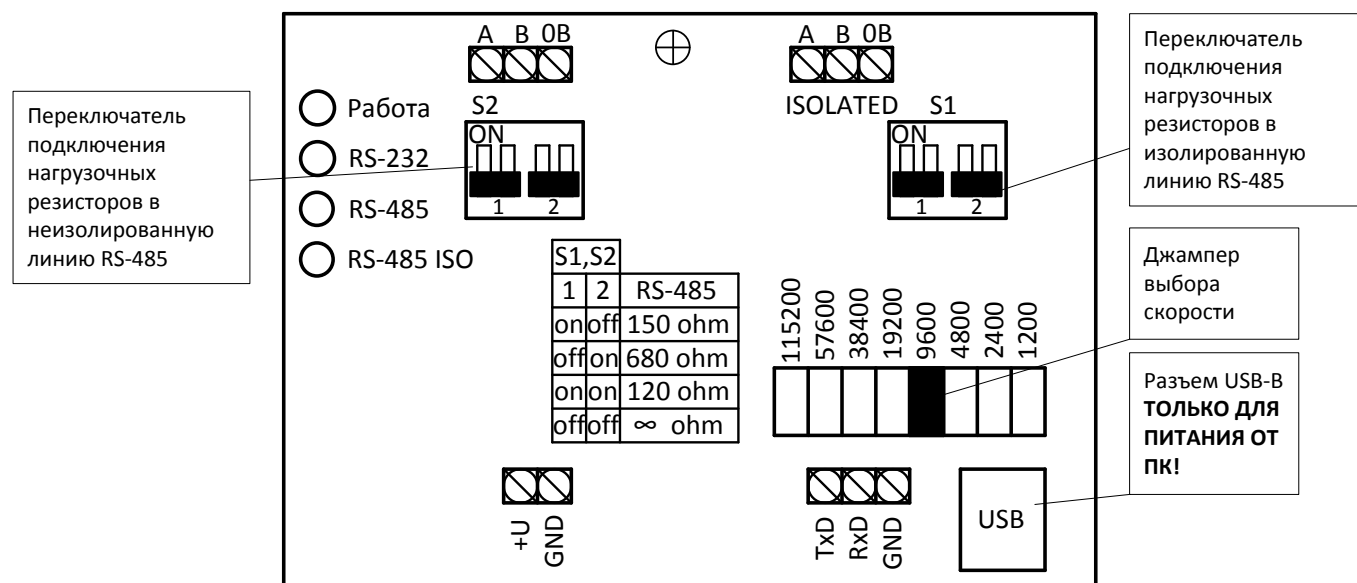 Переключатель
подключения
нагрузочных
резисторов в
неизолированную
линию RS-485
A B 0B
A B 0B
Работа
RS-232
RS-485
RS-485 ISO
S2
ON
1 2
ISOLATED S1
ON
1 2
Переключатель
подключения
нагрузочных
резисторов в
изолированную
линию RS-485
S1,S2
1 2 RS-485
on off 150 ohm
off on 680 ohm
on on 120 ohm
off off ∞ ohm
115200
57600
38400
19200
9600
4800
2400
1200
Джампер
выбора
скорости
Разъем USB-B
ТОЛЬКО ДЛЯ
ПИТАНИЯ ОТ
ПК!
+U
GND
TxD
RxD
GND
USB